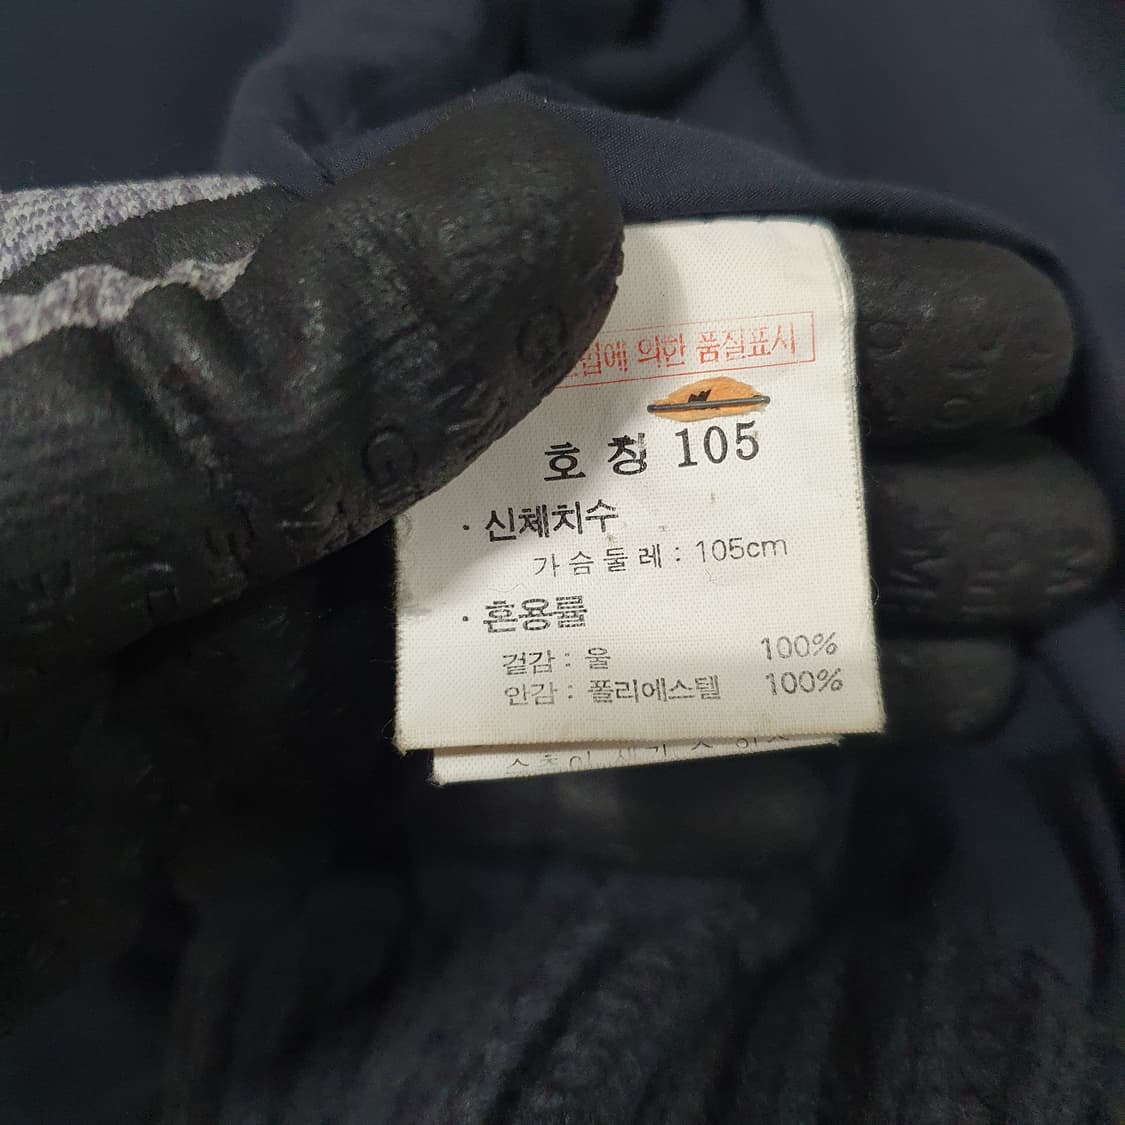 법에 의한 품질표시
호칭 105
· 신체치수
가슴둘레 : 105cm
· 혼용률
겉감 : 울 100%
안감 : 폴리에스텔 100%